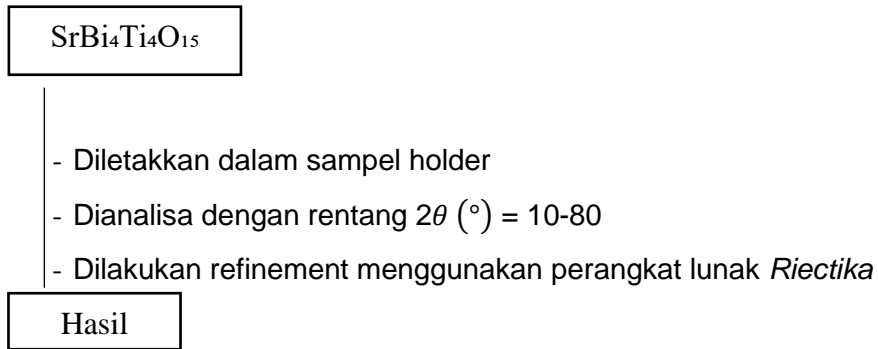 SrBi₄Ti₄O₁₅
- Diletakkan dalam sampel holder
- Dianalisa dengan rentang 2𝜃 (°) = 10-80
- Dilakukan refinement menggunakan perangkat lunak Riectika
Hasil